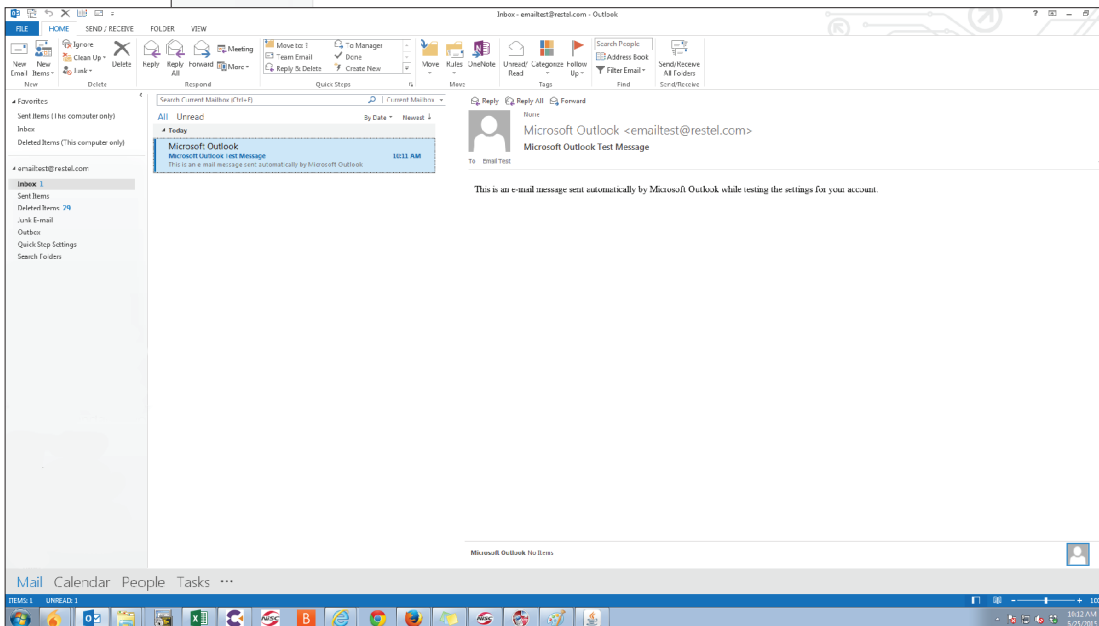 Inbox - emailtest@restel.com - Outlook
FILE HOME SEND / RECEIVE FOLDER VIEW
New Email
New Items
Ignore
Clean Up
Junk
Delete
Reply
Reply All
Forward
Meeting
More
Move to: ?
Team Email
Reply & Delete
To Manager
Done
Create New
Move
Rules
OneNote
Unread/ Read
Categorize
Follow Up
Search People
Address Book
Filter Email
Send/Receive All Folders
New Delete Respond Quick Steps Move Tags Find Send/Receive
Favorites
Sent Items (This computer only)
Inbox
Deleted Items (This computer only)
emailtest@restel.com
Inbox 1
Sent Items
Deleted Items 29
Junk E-mail
Outbox
Quick Step Settings
Search Folders
Search Current Mailbox (Ctrl+E) Current Mailbox
All Unread By Date Newest
Today
Microsoft Outlook
Microsoft Outlook Test Message 10:11 AM
This is an e-mail message sent automatically by Microsoft Outlook
Reply Reply All Forward
None
Microsoft Outlook <emailtest@restel.com>
Microsoft Outlook Test Message
To Email Test
This is an e-mail message sent automatically by Microsoft Outlook while testing the settings for your account.
Microsoft Outlook No Items
Mail Calendar People Tasks ···
ITEMS: 1 UNREAD: 1
NISC
B
NISC
10:12 AM